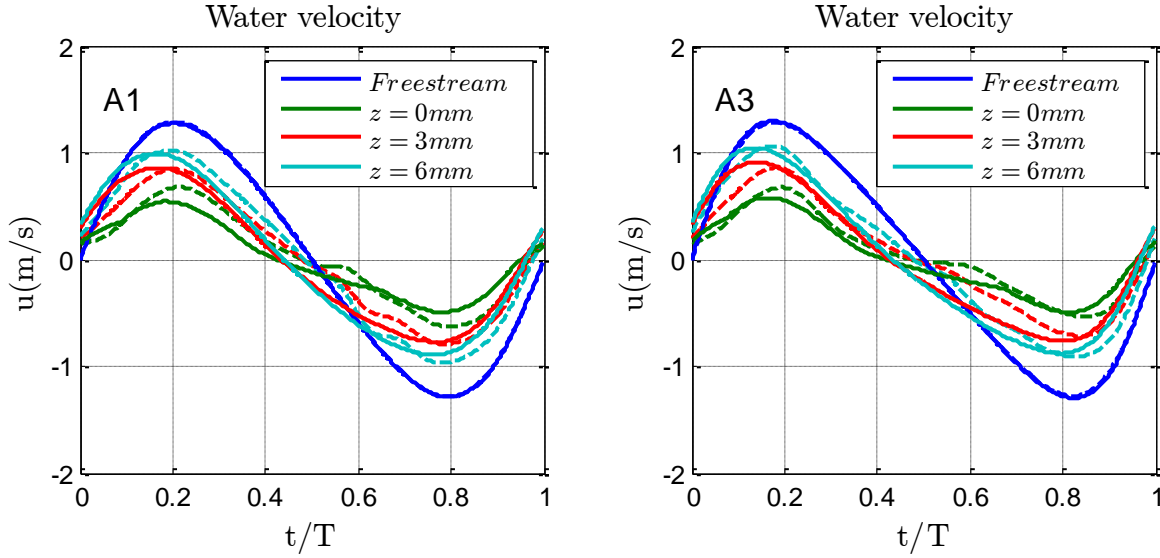 Water velocity
2
1
0
-1
-2
u(m/s)
A1
Freestream
z = 0mm
z = 3mm
z = 6mm
0
0.2
0.4
0.6
0.8
1
t/T
Water velocity
2
1
0
-1
-2
u(m/s)
A3
Freestream
z = 0mm
z = 3mm
z = 6mm
0
0.2
0.4
0.6
0.8
1
t/T